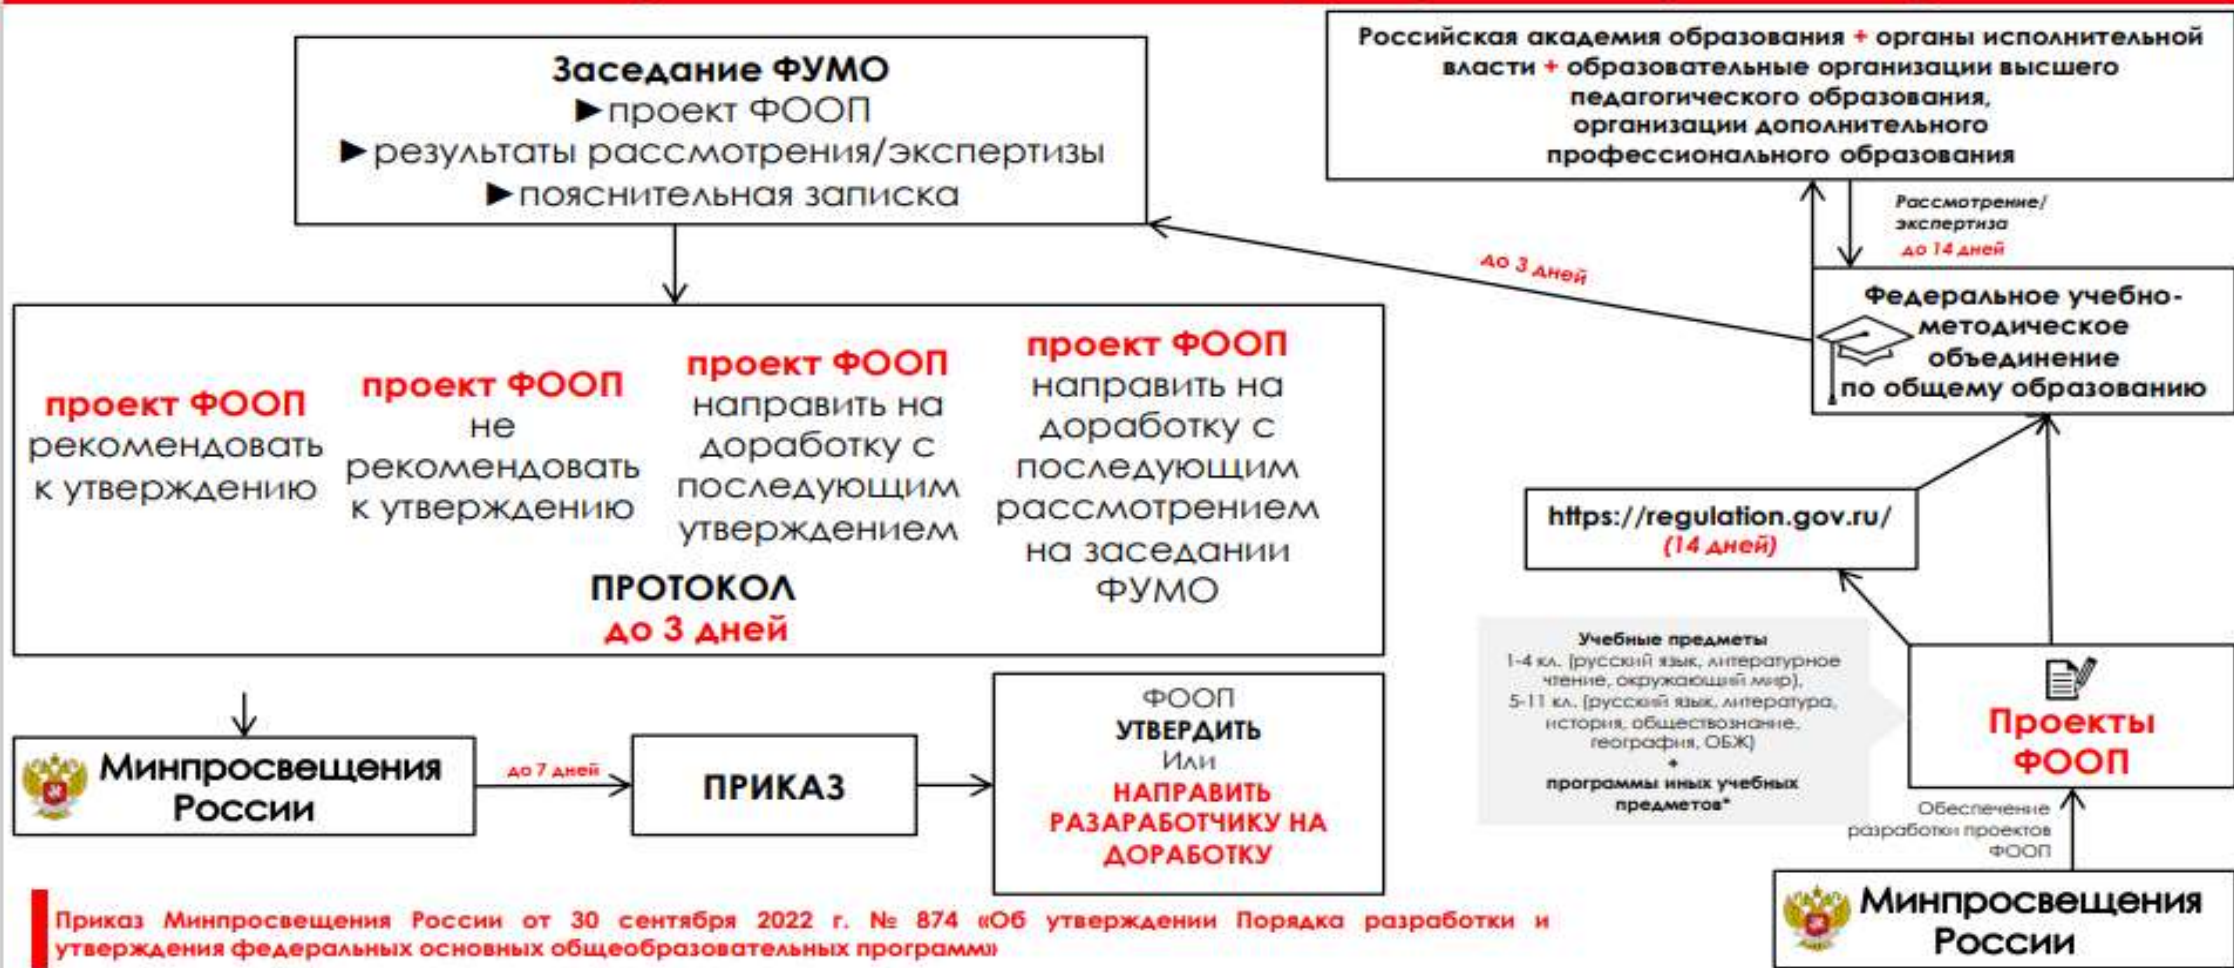 Заседание ФУМО
►проект ФООП
►результаты рассмотрения/экспертизы
►пояснительная записка
Российская академия образования + органы исполнительной
власти + образовательные организации высшего
педагогического образования,
организации дополнительного
профессионального образования
Рассмотрение/
экспертиза
до 14 дней
до 3 дней
Федеральное учебно-
методическое
объединение
по общему образованию
проект ФООП
рекомендовать
к утверждению
проект ФООП
не
рекомендовать
к утверждению
проект ФООП
направить на
доработку с
последующим
утверждением
проект ФООП
направить на
доработку с
последующим
рассмотрением
на заседании
ФУМО
ПРОТОКОЛ
до 3 дней
https://regulation.gov.ru/
(14 дней)
Учебные предметы
1-4 кл. (русский язык, литературное
чтение, окружающий мир),
5-11 кл. (русский язык, литература,
история, обществознание,
география, ОБЖ)
+
программы иных учебных
предметов*
Проекты
ФООП
Обеспечение
разработки проектов
ФООП
Минпросвещения
России
Минпросвещения
России
до 7 дней
ПРИКАЗ
ФООП
УТВЕРДИТЬ
Или
НАПРАВИТЬ
РАЗАРАБОТЧИКУ НА
ДОРАБОТКУ
Приказ Минпросвещения России от 30 сентября 2022 г. № 874 «Об утверждении Порядка разработки и
утверждения федеральных основных общеобразовательных программ»